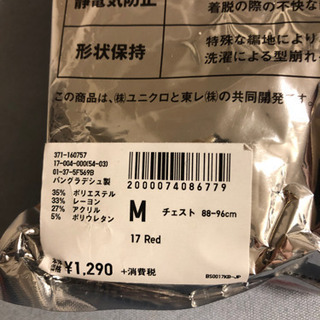 静電気防止
着脱の際の不快な
形状保持
特殊な編地により
洗濯による型崩れ
この商品は、㈱ユニクロと東レ㈱の共同開発です。
371-160757
17-004-000(54-03)
01-37-5F569B
バングラデシュ製
35% ポリエステル
33% レーヨン
27% アクリル
5% ポリウレタン
2000074086779
M チェスト 88-96cm
17 Red
本体価格 ¥1,290 +消費税
BS0017KB-JP